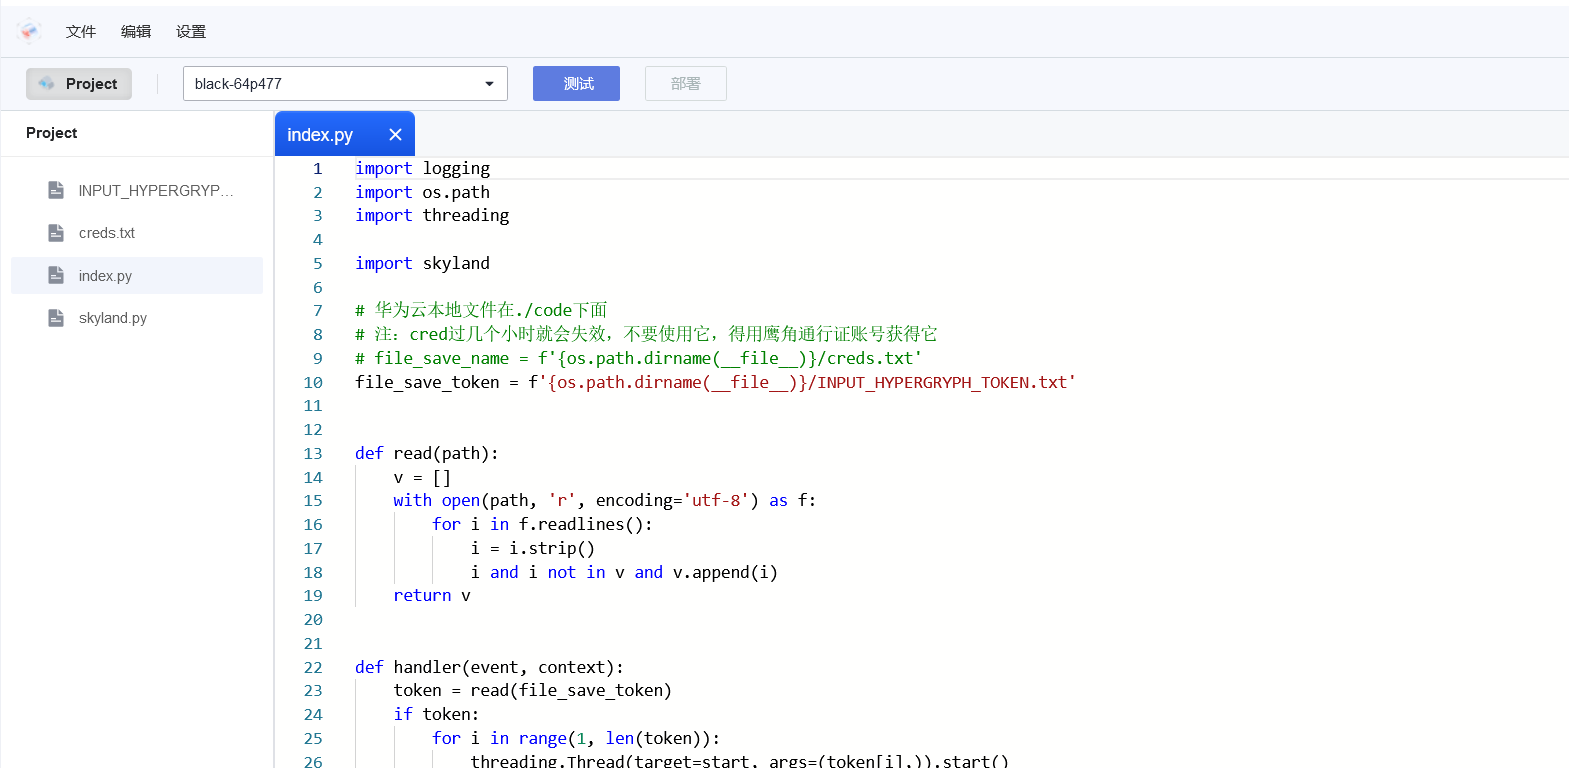 文件 编辑 设置
Project black-64p477 测试 部署
Project
INPUT_HYPERGRYP...
creds.txt
index.py
skyland.py
index.py
1 import logging
2 import os.path
3 import threading
4
5 import skyland
6
7 # 华为云本地文件在./code下面
8 # 注：cred过几个小时就会失效，不要使用它，得用鹰角通行证账号获得它
9 # file_save_name = f'{os.path.dirname(__file__)}/creds.txt'
10 file_save_token = f'{os.path.dirname(__file__)}/INPUT_HYPERGRYPH_TOKEN.txt'
11
12
13 def read(path):
14     v = []
15     with open(path, 'r', encoding='utf-8') as f:
16         for i in f.readlines():
17             i = i.strip()
18             i and i not in v and v.append(i)
19     return v
20
21
22 def handler(event, context):
23     token = read(file_save_token)
24     if token:
25         for i in range(1, len(token)):
26             threading.Thread(target=start, args=(token[i],)).start()